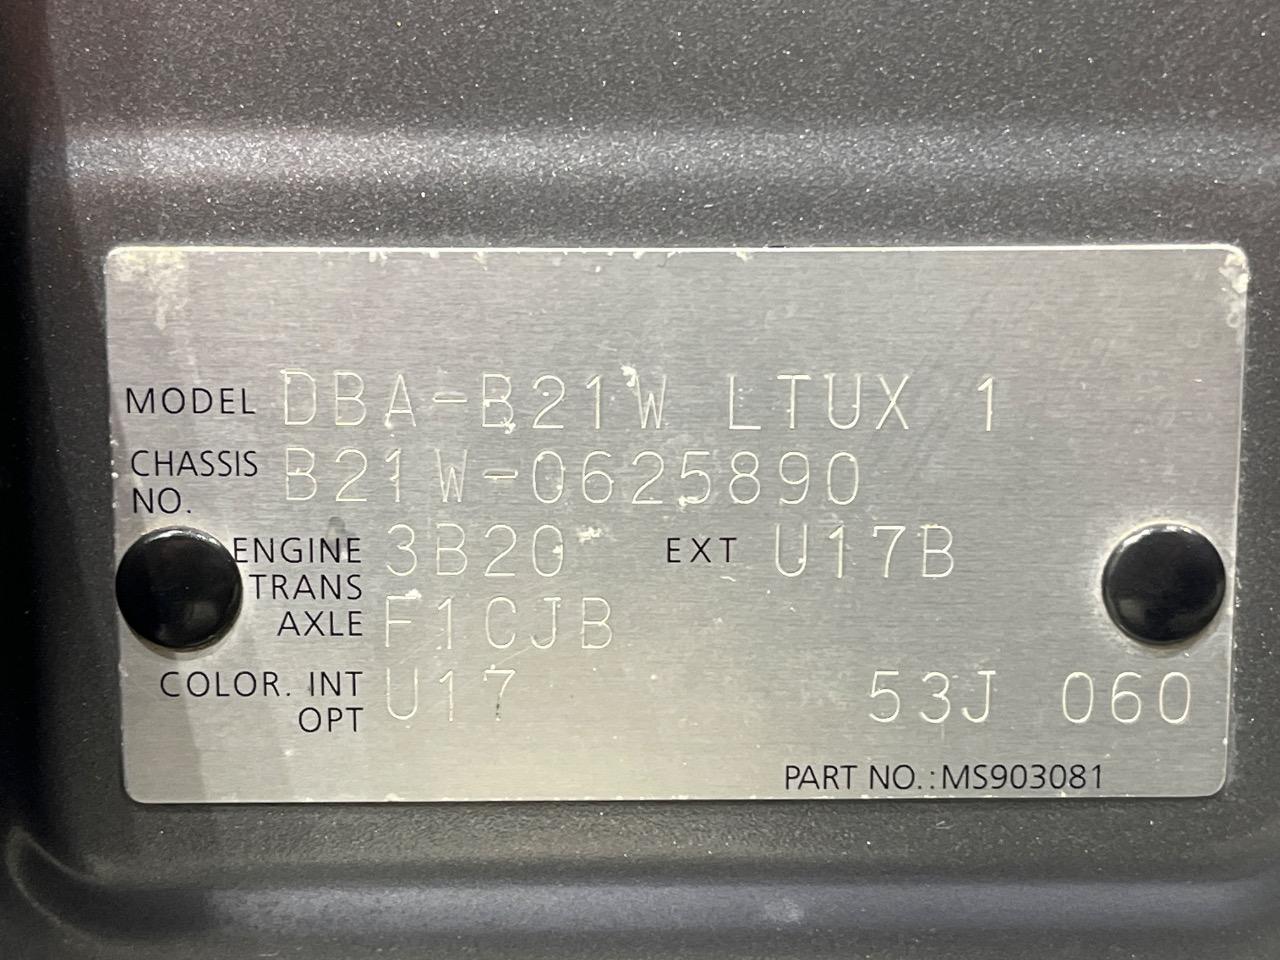 MODEL DBA-B21W LTUX 1
CHASSIS NO. B21W-0625890
ENGINE 3B20 EXT U17B
TRANS AXLE F1CJB
COLOR. INT OPT U17 53J 060
PART NO.:MS903081